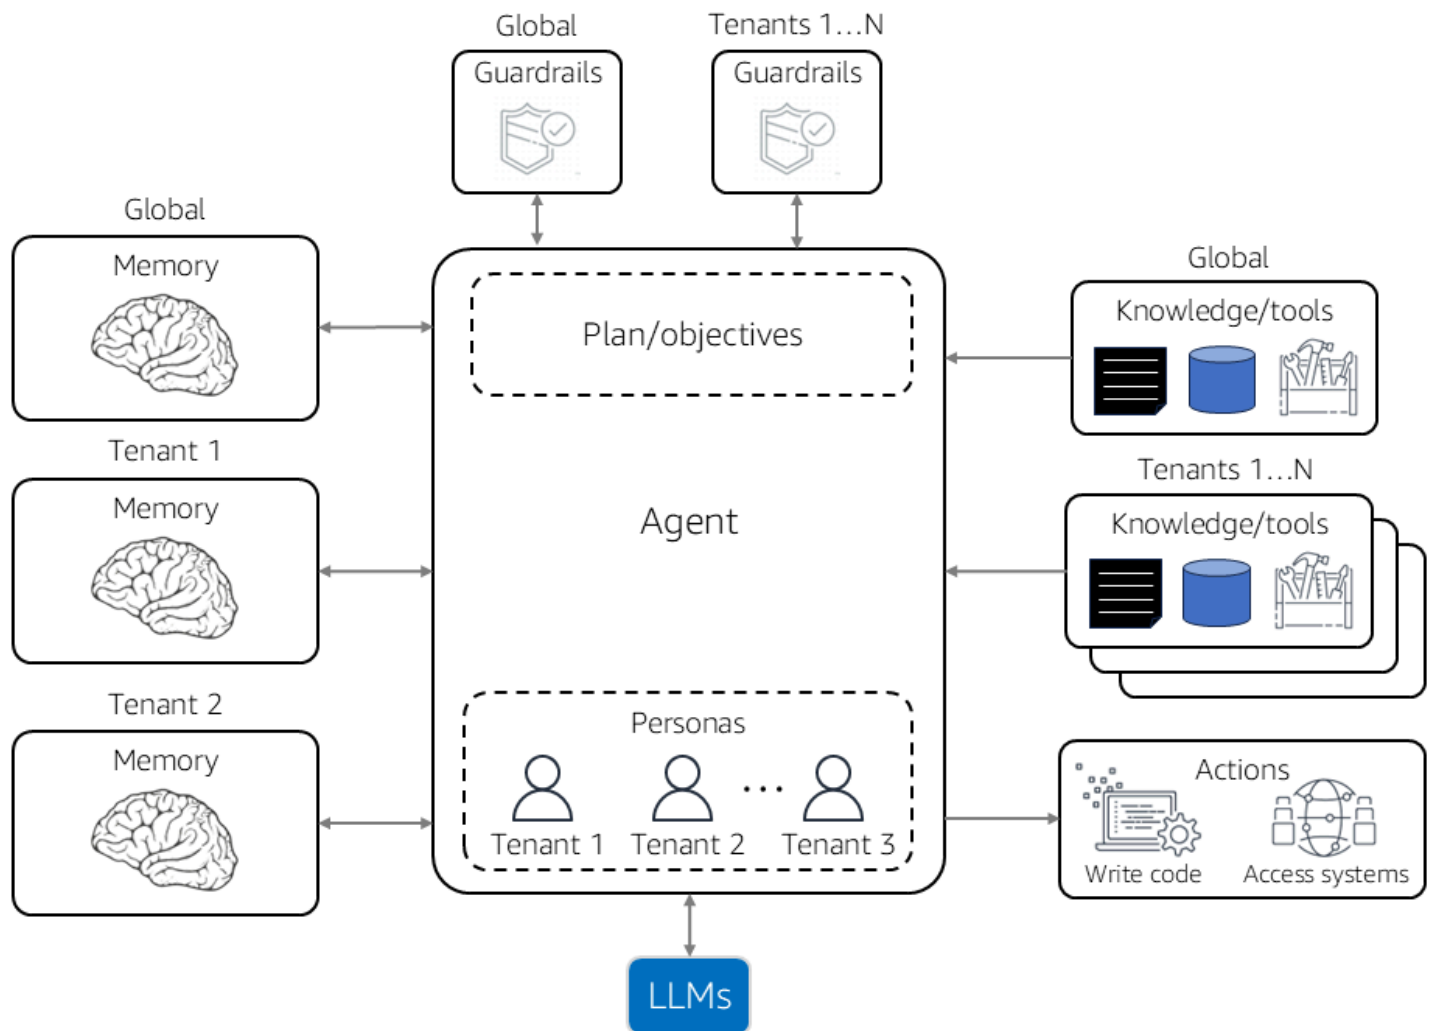 Global
Guardrails
Tenants 1...N
Guardrails
Global
Memory
Tenant 1
Memory
Tenant 2
Memory
Plan/objectives
Agent
Personas
Tenant 1
Tenant 2
...
Tenant 3
LLMs
Global
Knowledge/tools
Tenants 1...N
Knowledge/tools
Actions
Write code
Access systems